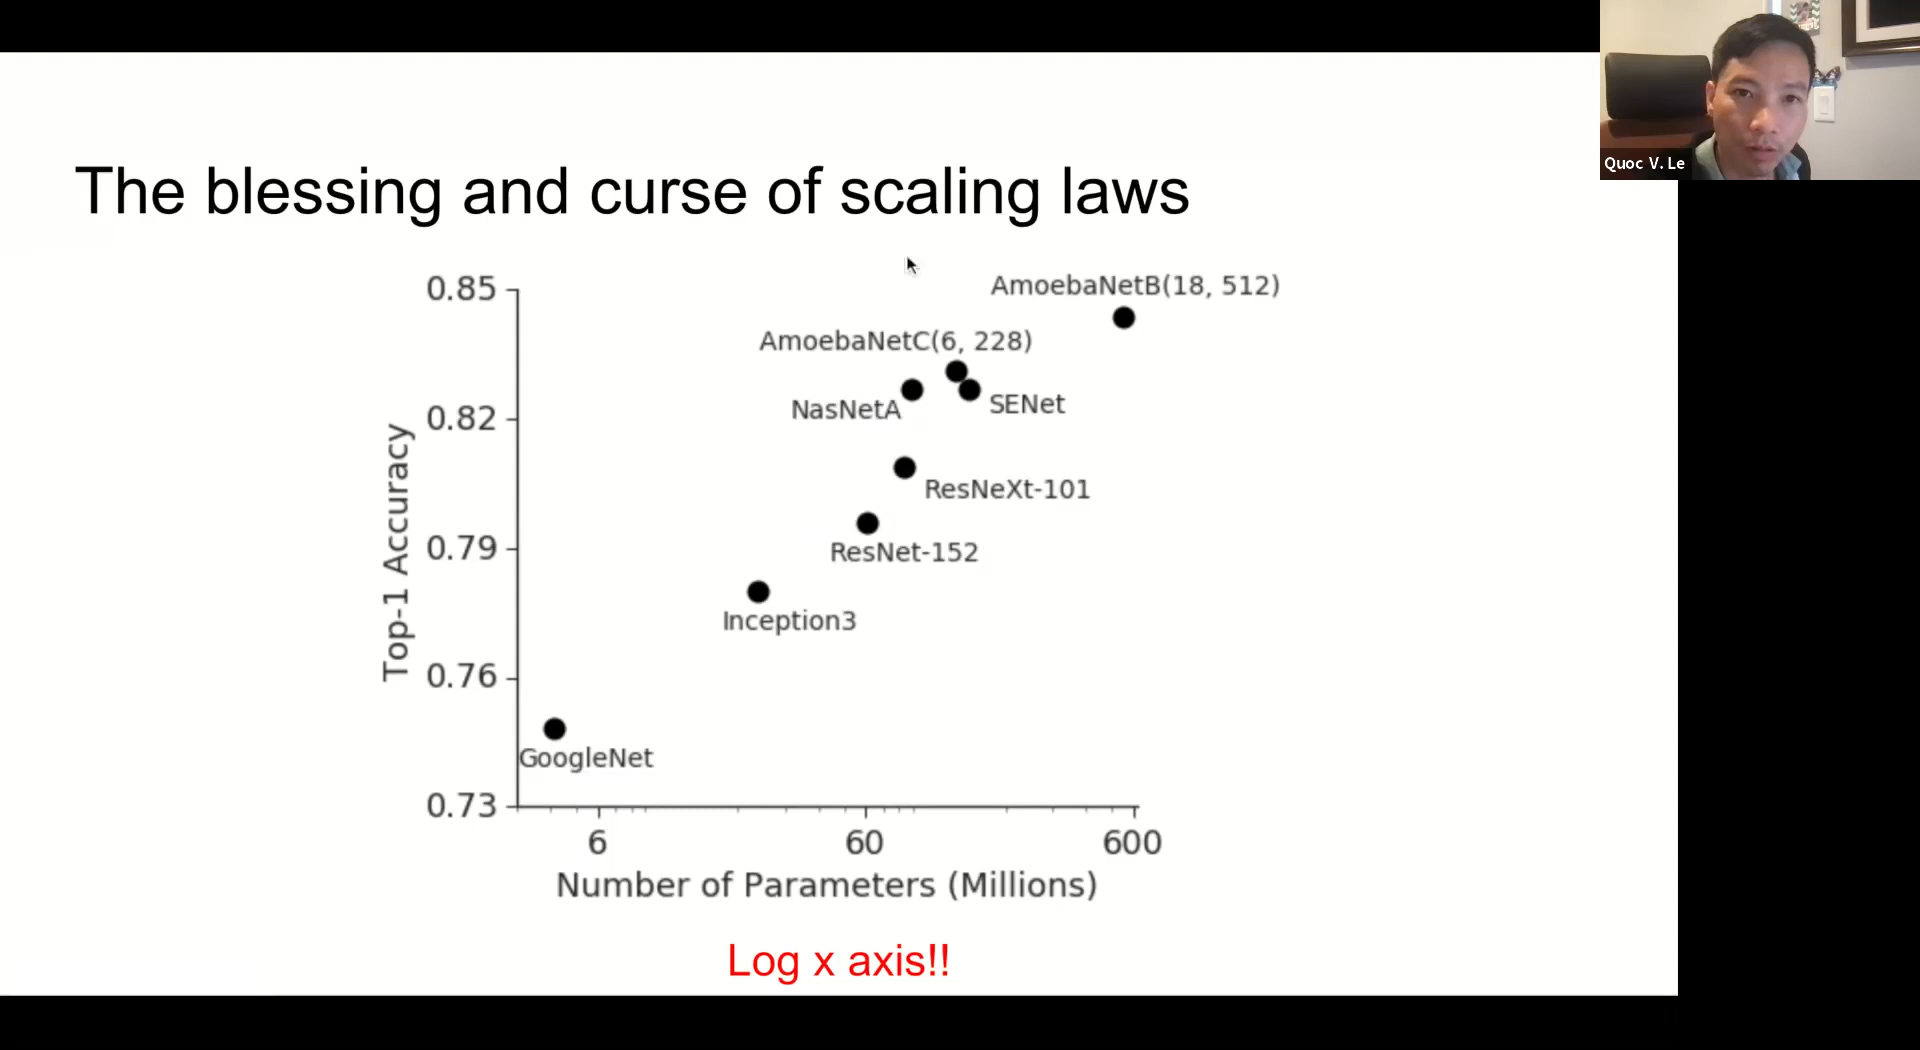 Quoc V. Le
The blessing and curse of scaling laws
0.85
0.82
0.79
0.76
0.73
Top-1 Accuracy
AmoebaNetB(18, 512)
AmoebaNetC(6, 228)
NasNetA
SENet
ResNeXt-101
ResNet-152
Inception3
GoogleNet
6 60 600
Number of Parameters (Millions)
Log x axis!!